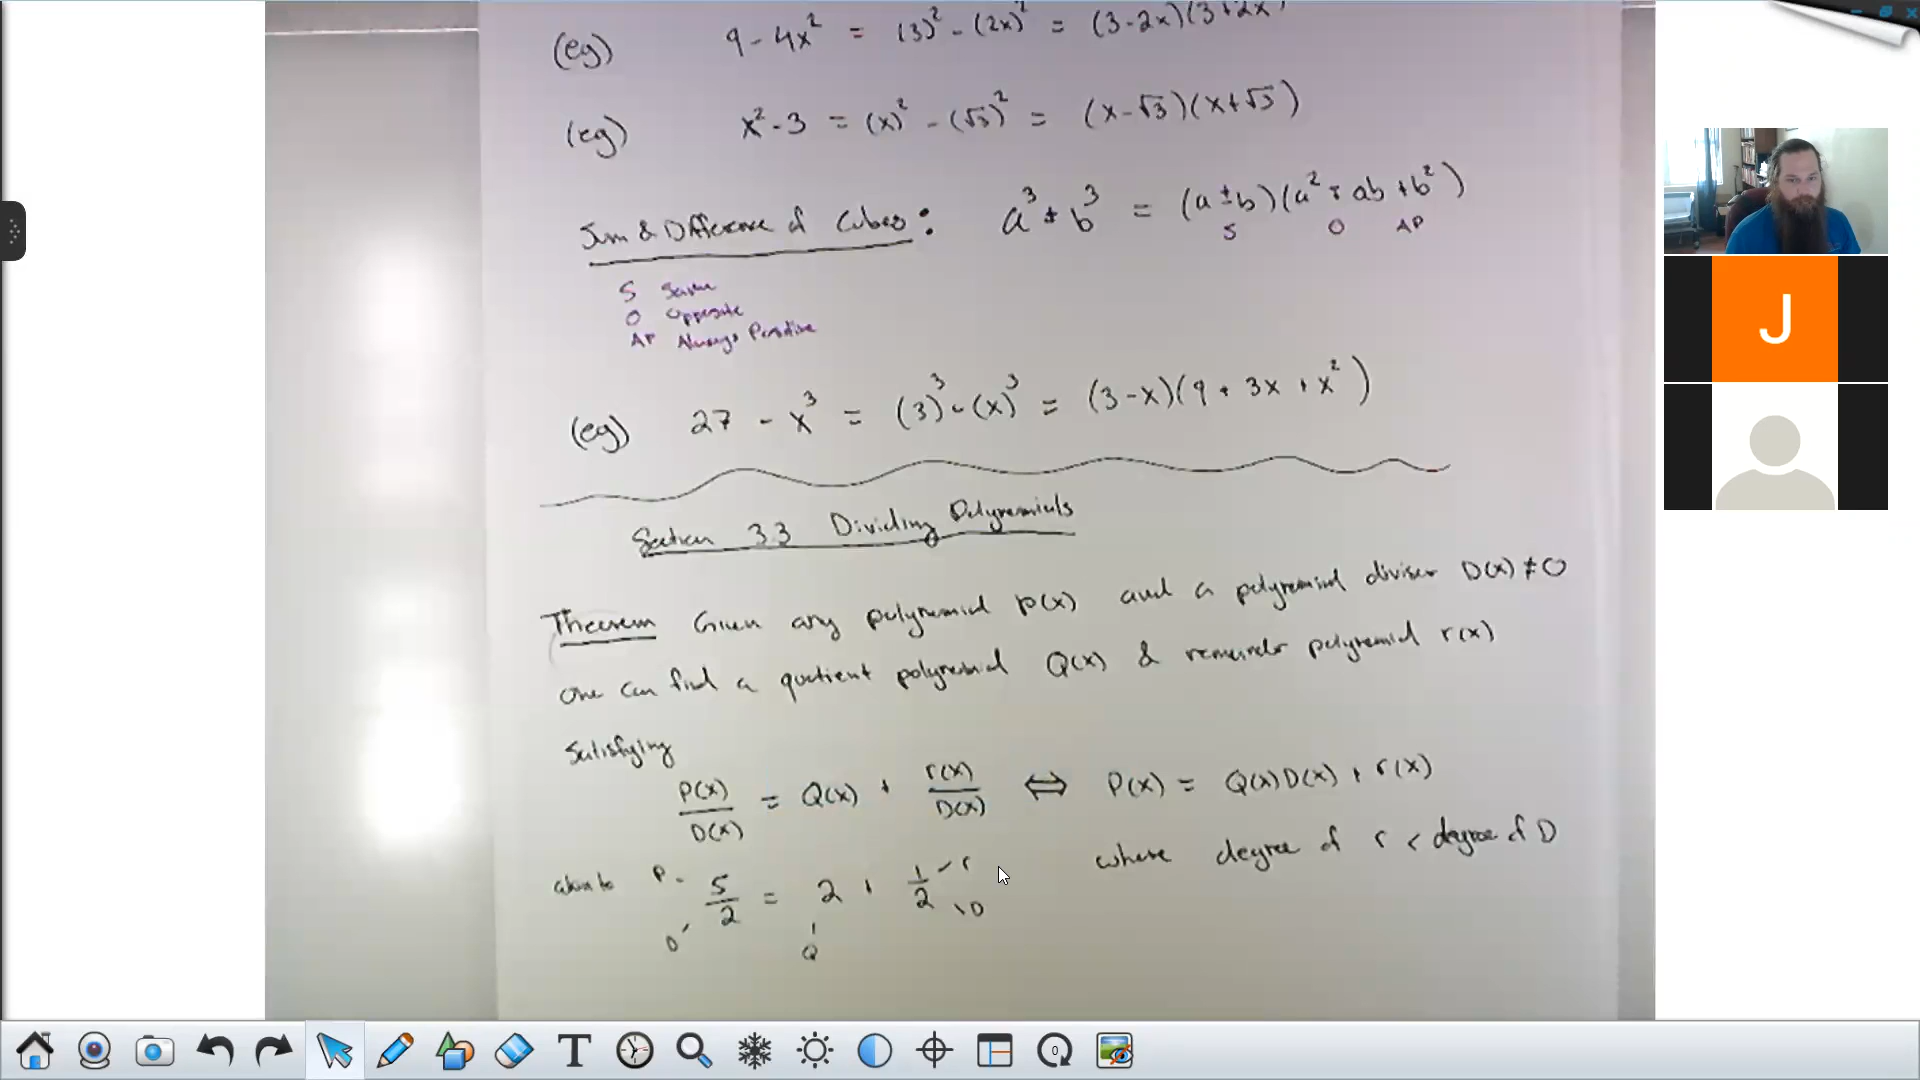 (eg) 9 - 4x² = (3)² - (2x)² = (3-2x)(3+2x)
(eg) x² - 3 = (x)² - (√3)² = (x-√3)(x+√3)
Sum & Difference of Cubes: a³ ± b³ = (a ± b)(a² ∓ ab + b²)
S O AP
S Same
O Opposite
AP Always Positive
(eg) 27 - x³ = (3)³ - (x)³ = (3-x)(9 + 3x + x²)
Section 3.3 Dividing Polynomials
Theorem Given any polynomial p(x) and a polynomial divisor D(x) ≠ 0
one can find a quotient polynomial Q(x) & remainder polynomial r(x)
Satisfying
P(x)/D(x) = Q(x) + r(x)/D(x) ⇔ P(x) = Q(x)D(x) + r(x)
where degree of r < degree of D
akin to P - 5/2 = 2 + 1/2 - r
D Q D
J
T
0